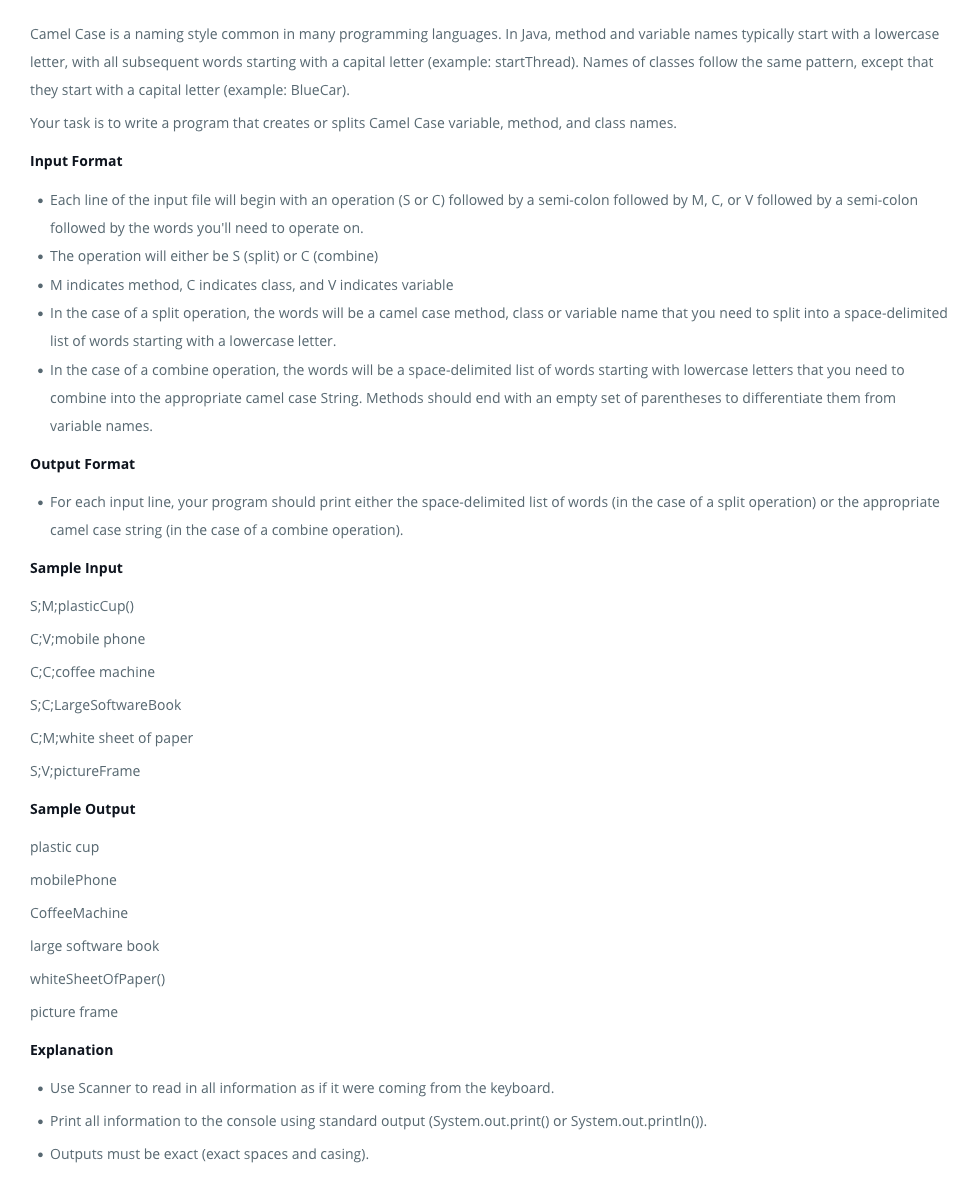 Camel Case is a naming style common in many programming languages. In Java, method and variable names typically start with a lowercase
letter, with all subsequent words starting with a capital letter (example: startThread). Names of classes follow the same pattern, except that
they start with a capital letter (example: BlueCar).
Your task is to write a program that creates or splits Camel Case variable, method, and class names.
Input Format
• Each line of the input file will begin with an operation (S or C) followed by a semi-colon followed by M, C, or V followed by a semi-colon
followed by the words you'll need to operate on.
• The operation will either be S (split) or C (combine)
• M indicates method, C indicates class, and V indicates variable
• In the case of a split operation, the words will be a camel case method, class or variable name that you need to split into a space-delimited
list of words starting with a lowercase letter.
• In the case of a combine operation, the words will be a space-delimited list of words starting with lowercase letters that you need to
combine into the appropriate camel case String. Methods should end with an empty set of parentheses to differentiate them from
variable names.
Output Format
• For each input line, your program should print either the space-delimited list of words (in the case of a split operation) or the appropriate
camel case string (in the case of a combine operation).
Sample Input
S;M;plasticCup()
C;V;mobile phone
C;C;coffee machine
S;C;LargeSoftwareBook
C;M;white sheet of paper
S;V;pictureFrame
Sample Output
plastic cup
mobilePhone
CoffeeMachine
large software book
whiteSheetOfPaper()
picture frame
Explanation
• Use Scanner to read in all information as if it were coming from the keyboard.
• Print all information to the console using standard output (System.out.print() or System.out.println()).
• Outputs must be exact (exact spaces and casing).